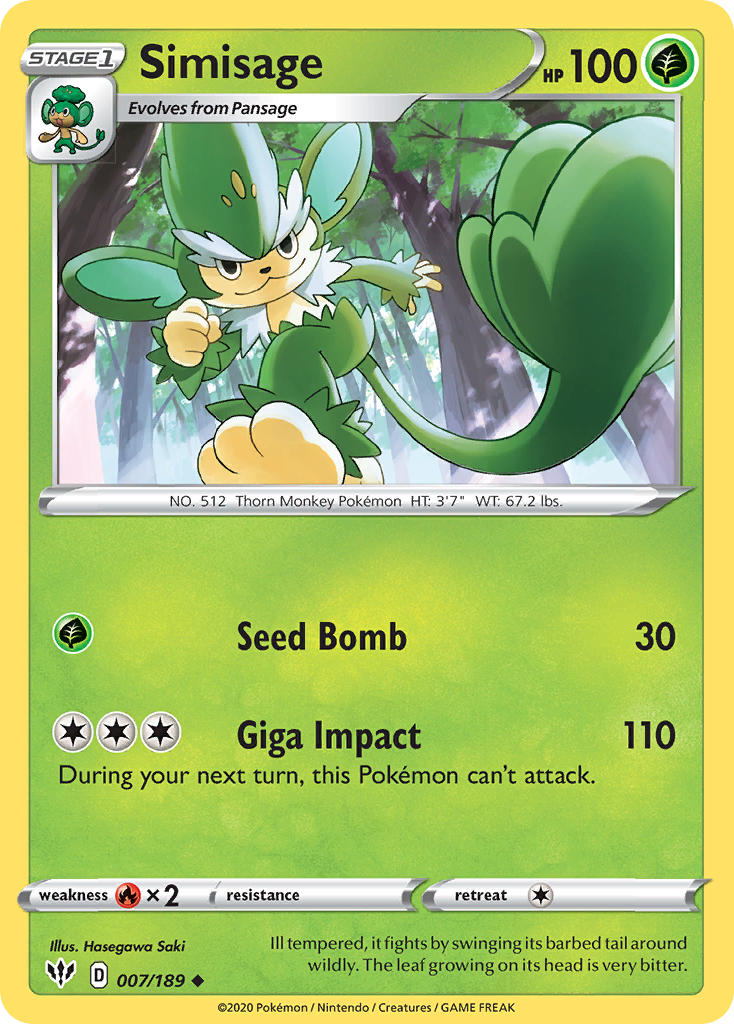 STAGE1
Simisage
HP 100
Evolves from Pansage
NO. 512 Thorn Monkey Pokémon HT: 3'7" WT: 67.2 lbs.
Seed Bomb 30
Giga Impact 110
During your next turn, this Pokémon can't attack.
weakness ×2 resistance retreat
Illus. Hasegawa Saki
Ill tempered, it fights by swinging its barbed tail around
wildly. The leaf growing on its head is very bitter.
D 007/189
©2020 Pokémon / Nintendo / Creatures / GAME FREAK